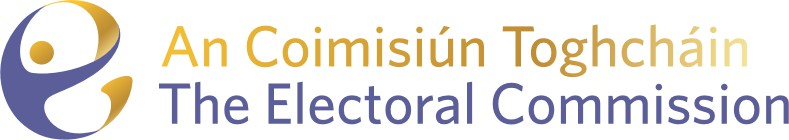 An Coimisiún Toghcháin
The Electoral Commission